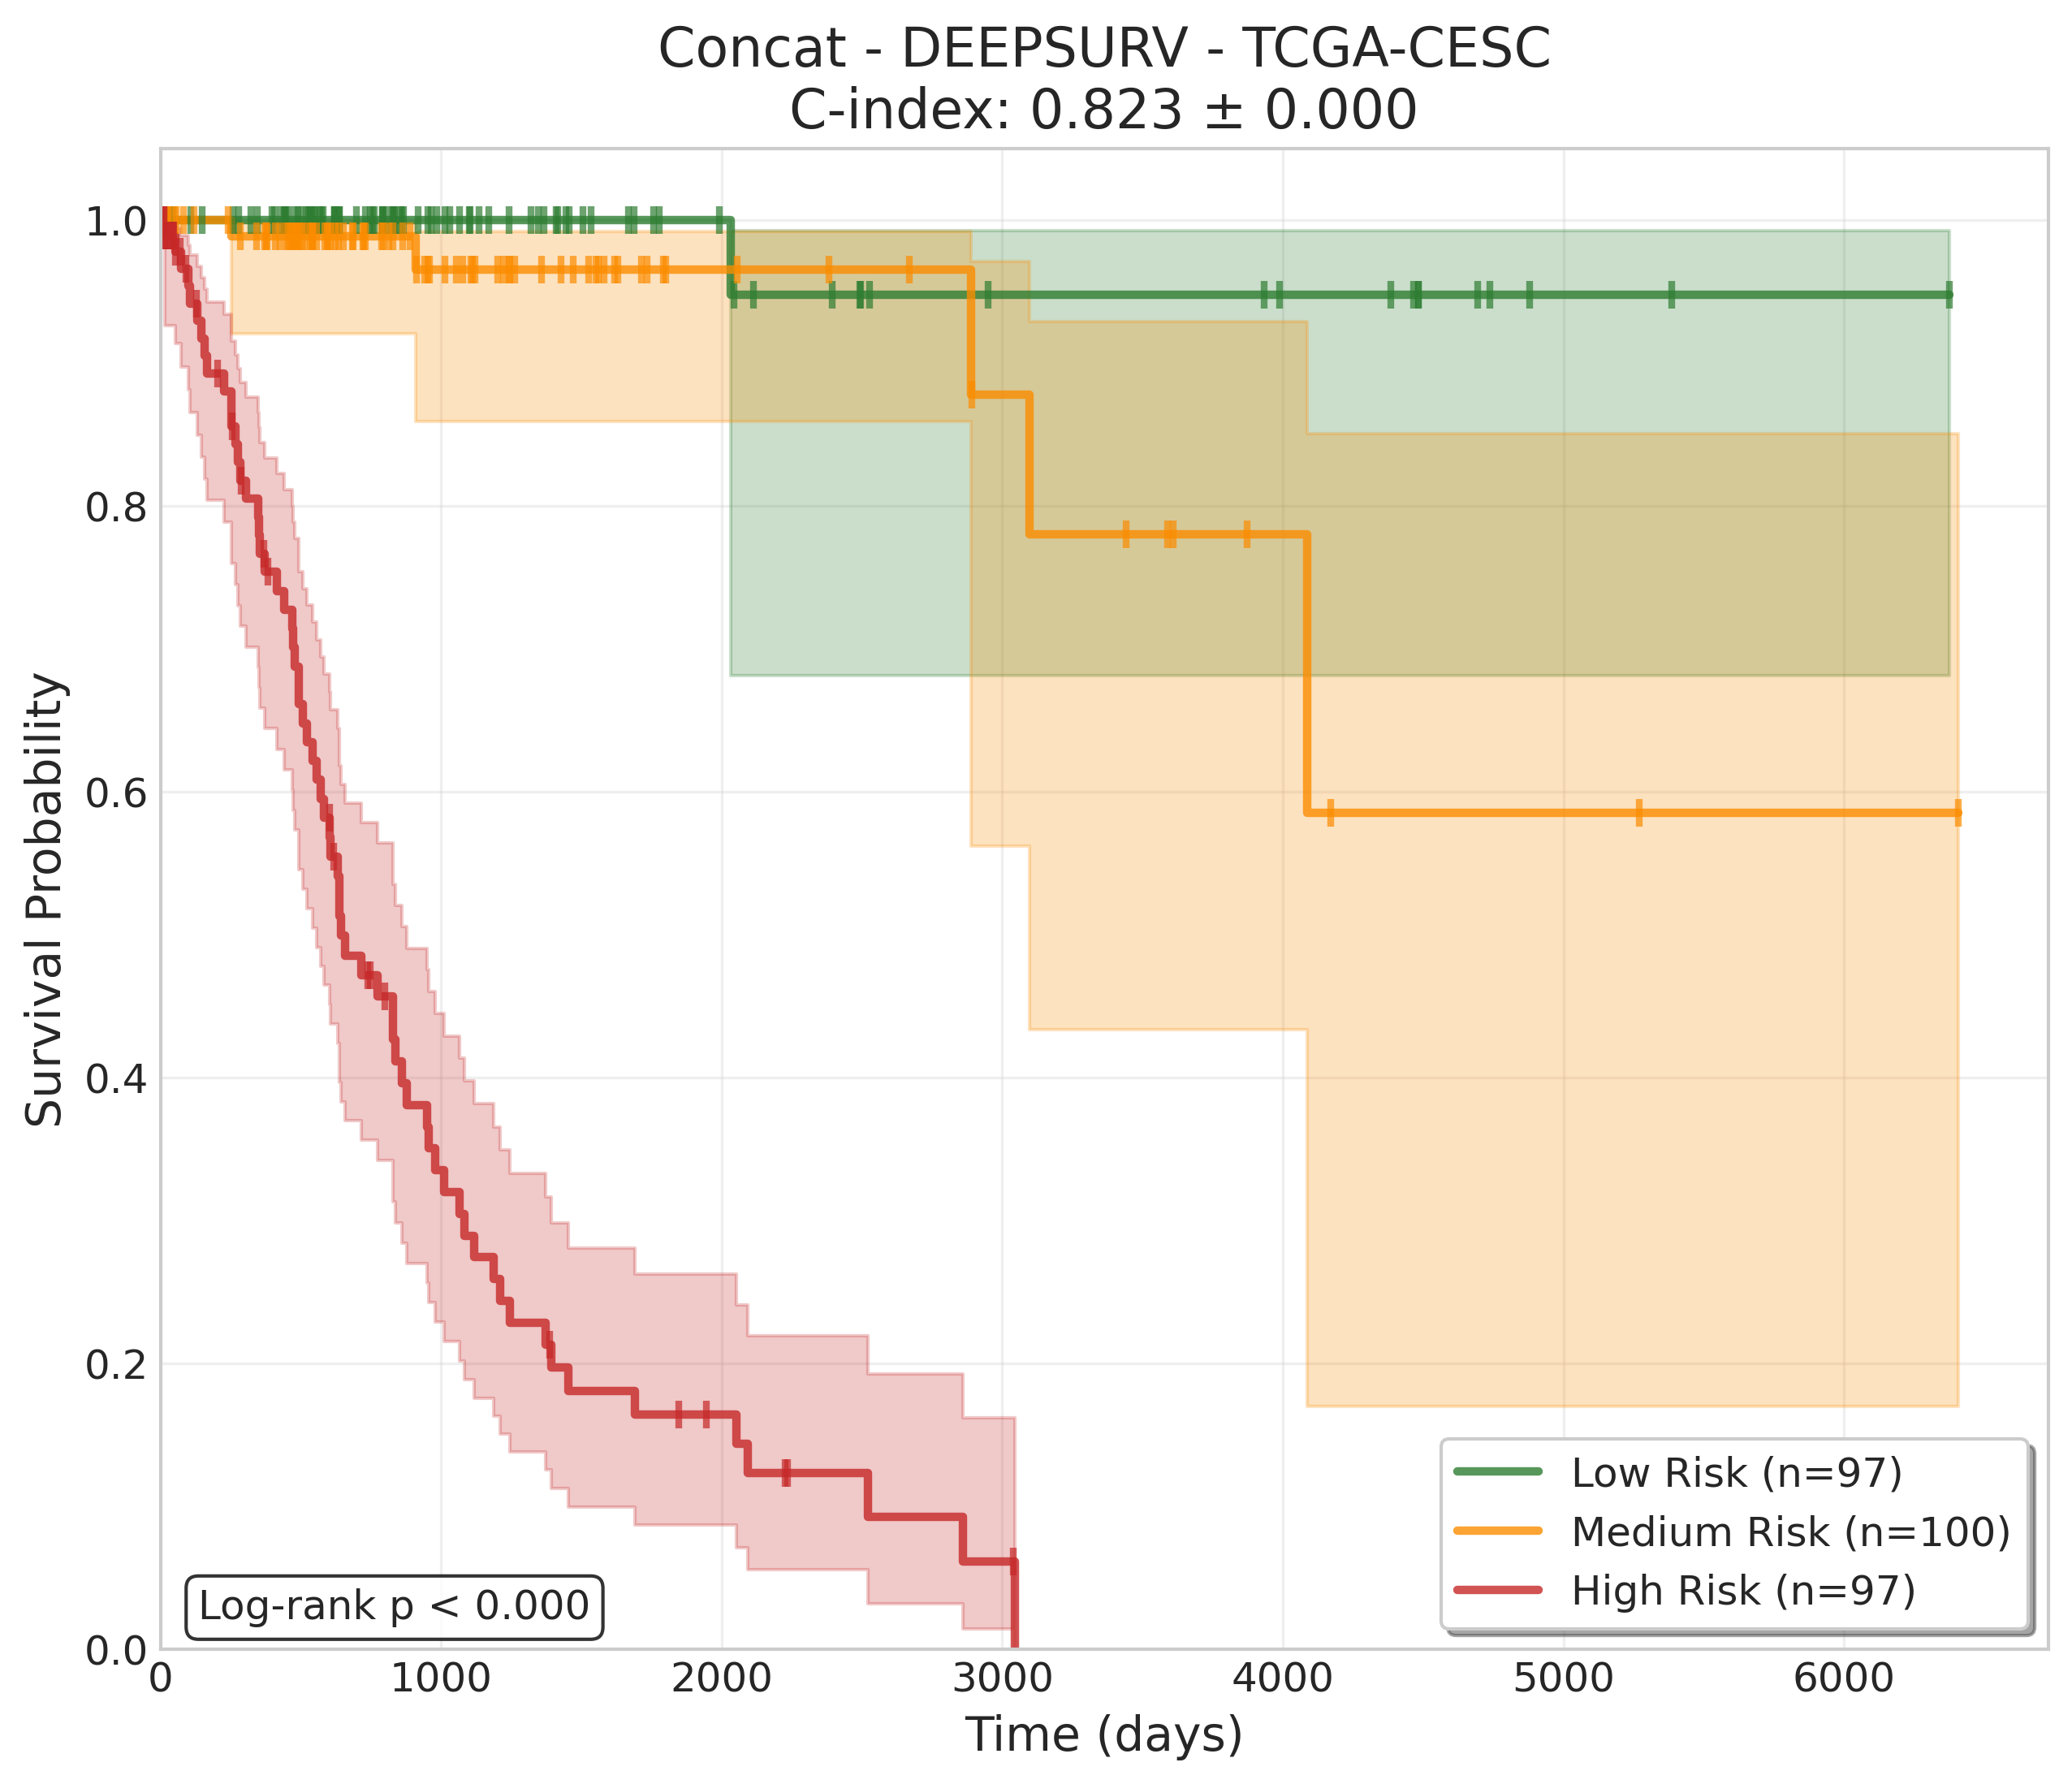 Concat - DEEPSURV - TCGA-CESC
C-index: 0.823 ± 0.000
Survival Probability
1.0
0.8
0.6
0.4
0.2
0.0
Log-rank p < 0.000
Low Risk (n=97)
Medium Risk (n=100)
High Risk (n=97)
0 1000 2000 3000 4000 5000 6000
Time (days)